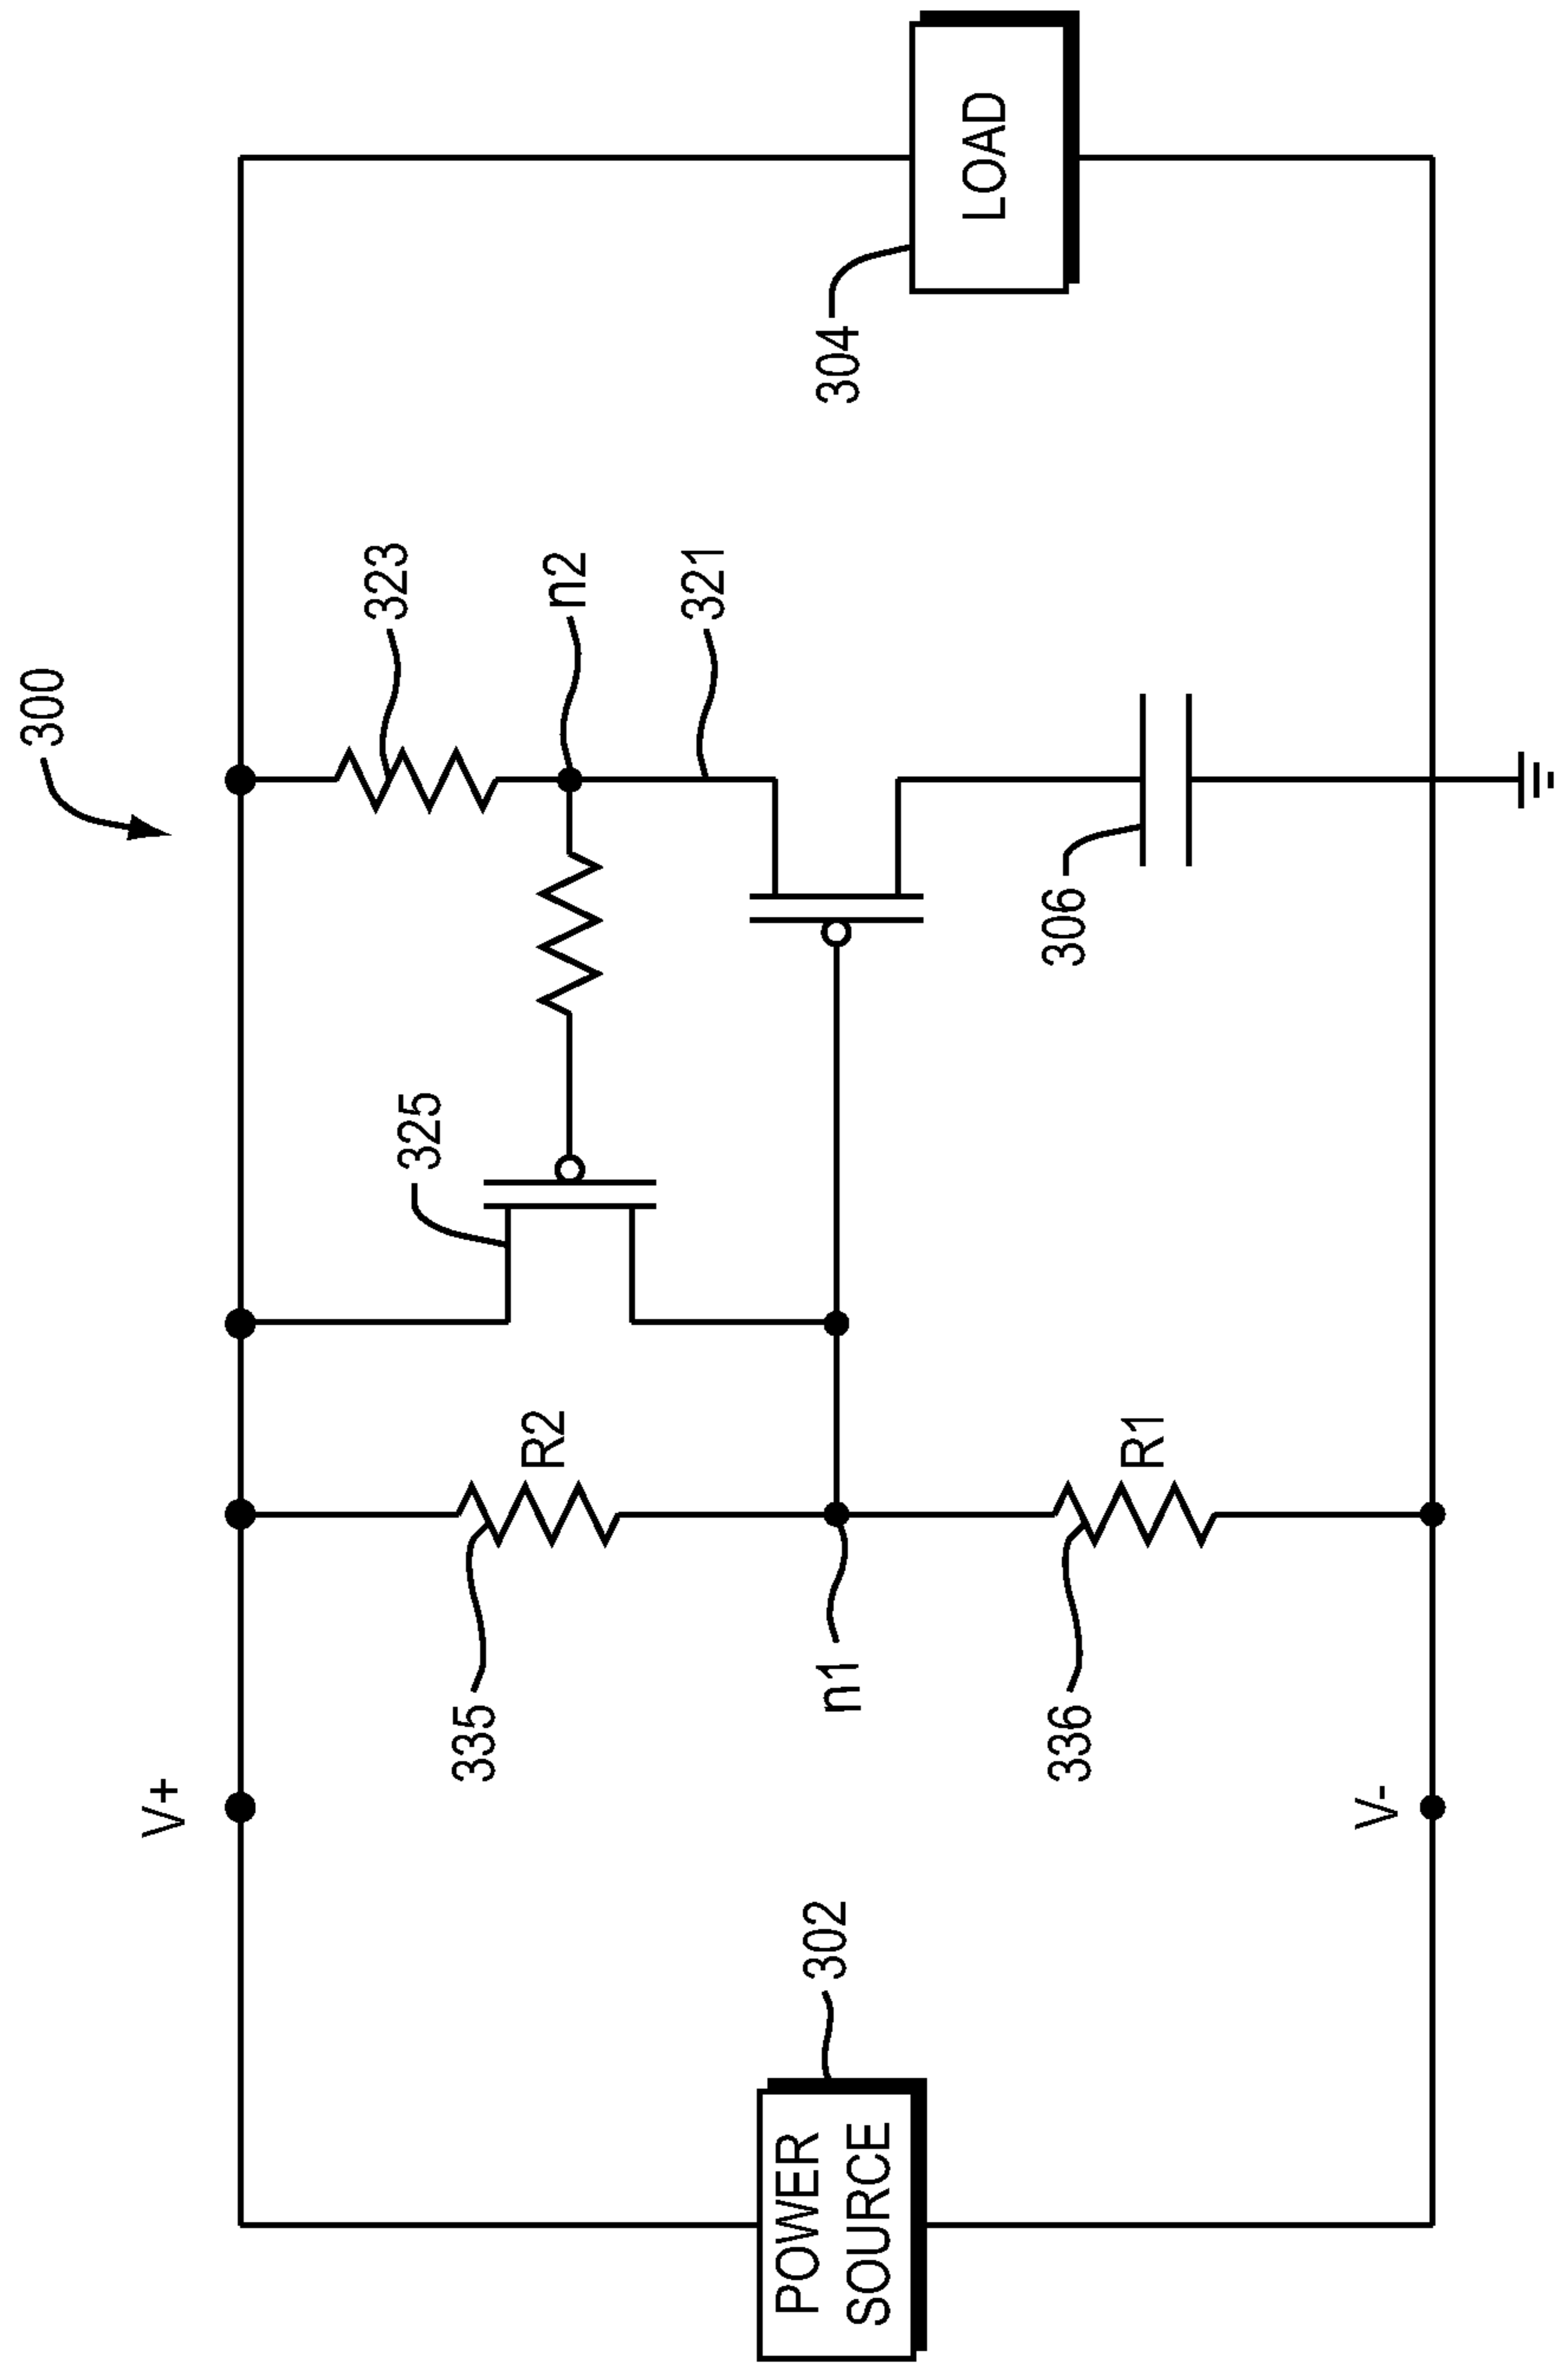 300
V+
335
R2
325
323
n2
321
304
LOAD
POWER
SOURCE
302
n1
306
336
R1
V-